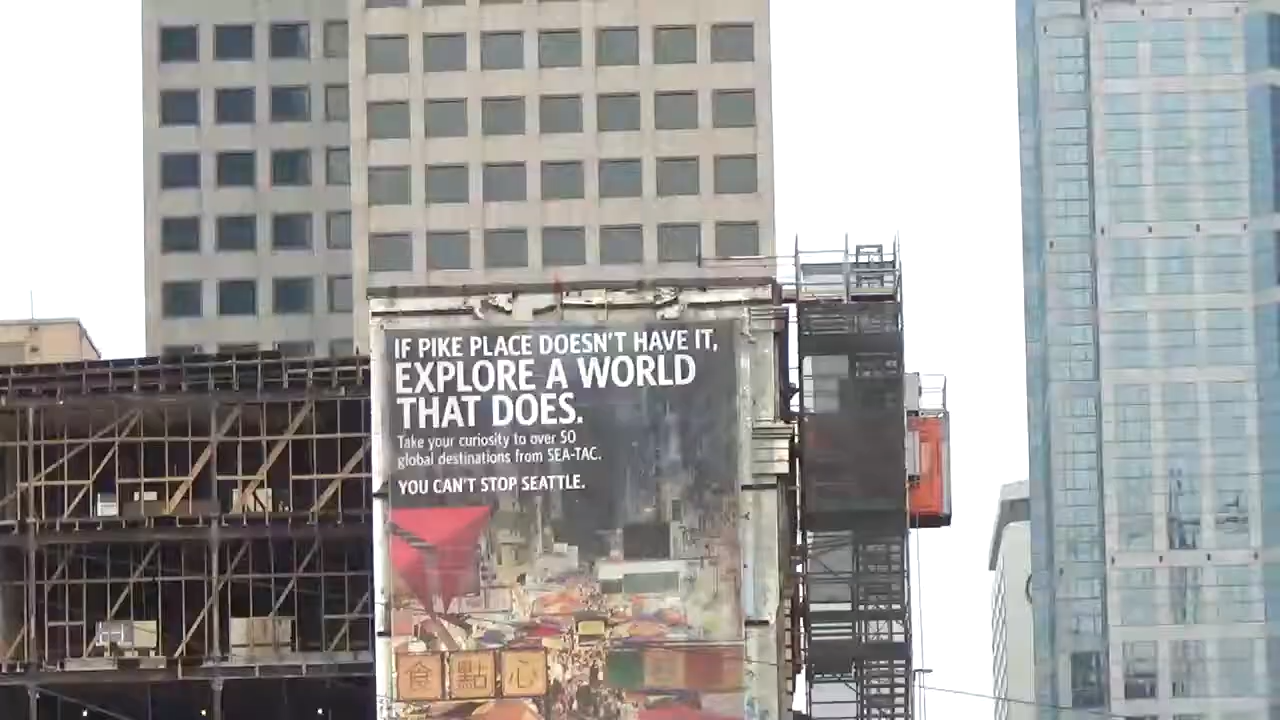 IF PIKE PLACE DOESN'T HAVE IT,
EXPLORE A WORLD
THAT DOES.
Take your curiosity to over 50
global destinations from SEA-TAC.
YOU CAN'T STOP SEATTLE.
食點心